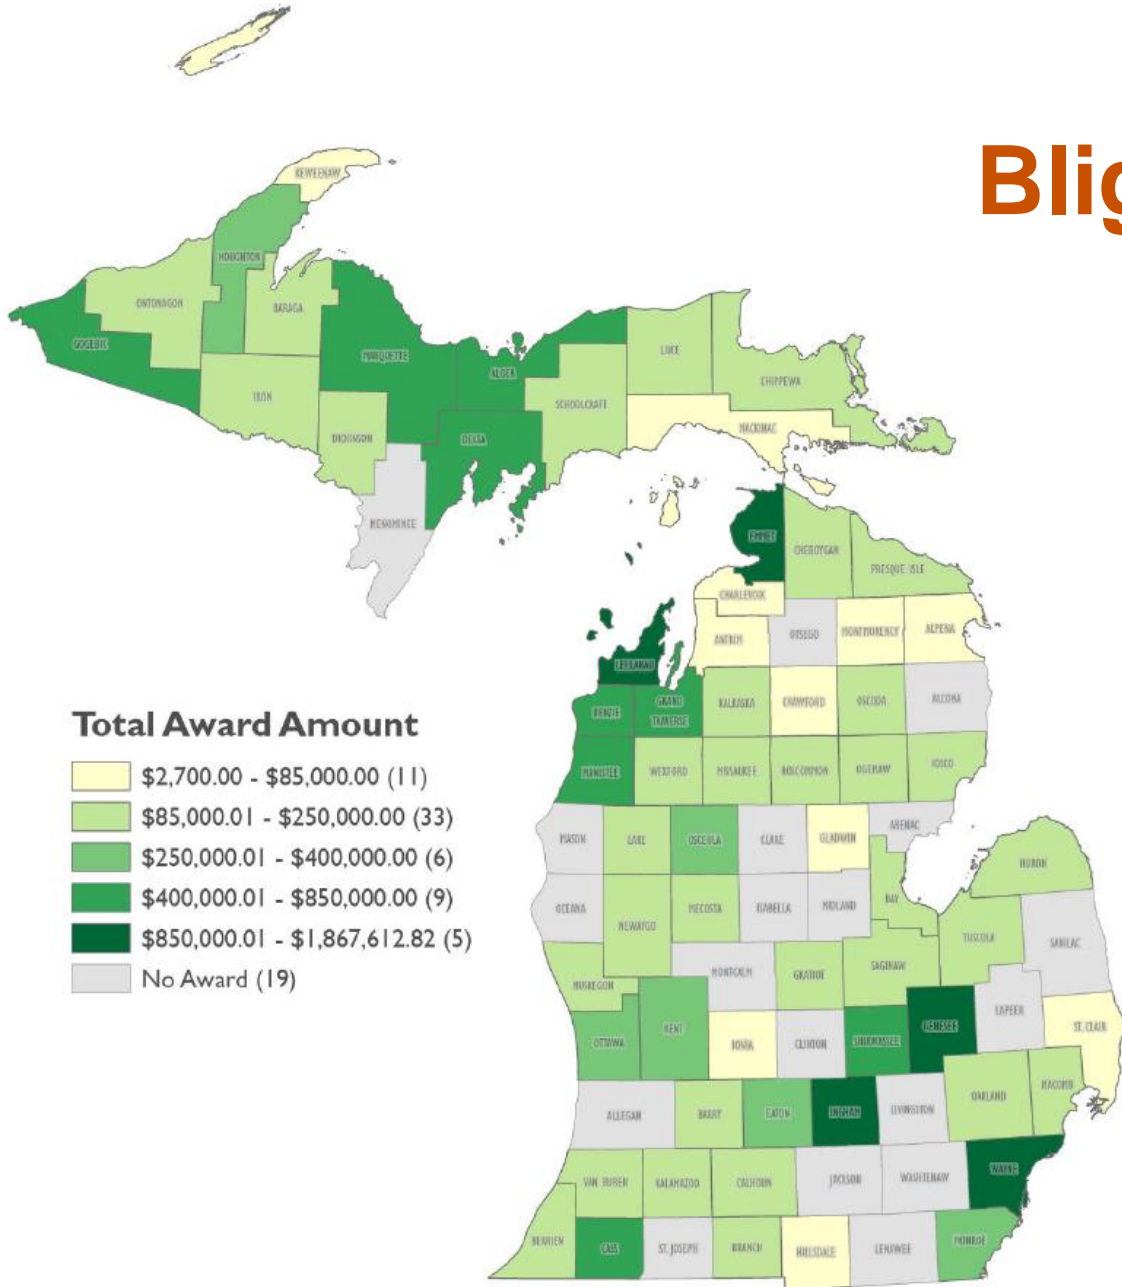 Blig
KEWEENAW
HOUGHTON
ONTONAGON
BARAGA
GOGEBIC
MARQUETTE
ALGER
LUCE
CHIPPEWA
IRON
SCHOOLCRAFT
MACKINAC
DICKINSON
DELTA
MENOMINEE
EMMET
CHEBOYGAN
PRESQUE ISLE
CHARLEVOIX
ANTRIM
OTSEGO
MONTMORENCY
ALPENA
LEELANAU
BENZIE
GRAND
TRAVERSE
KALKASKA
CRAWFORD
OSCODA
ALCONA
MANISTEE
WEXFORD
MISSAUKEE
ROSCOMMON
OGEMAW
IOSCO
Total Award Amount
$2,700.00 - $85,000.00 (11)
$85,000.01 - $250,000.00 (33)
$250,000.01 - $400,000.00 (6)
$400,000.01 - $850,000.00 (9)
$850,000.01 - $1,867,612.82 (5)
No Award (19)
MASON
LAKE
OSCEOLA
CLARE
GLADWIN
ARENAC
HURON
OCEANA
NEWAYGO
MECOSTA
ISABELLA
MIDLAND
BAY
TUSCOLA
SANILAC
MUSKEGON
MONTCALM
GRATIOT
SAGINAW
OTTAWA
KENT
IONIA
CLINTON
SHIAWASSEE
GENESEE
LAPEER
ST. CLAIR
ALLEGAN
BARRY
EATON
INGHAM
LIVINGSTON
OAKLAND
MACOMB
VAN BUREN
KALAMAZOO
CALHOUN
JACKSON
WASHTENAW
WAYNE
BERRIEN
CASS
ST. JOSEPH
BRANCH
HILLSDALE
LENAWEE
MONROE